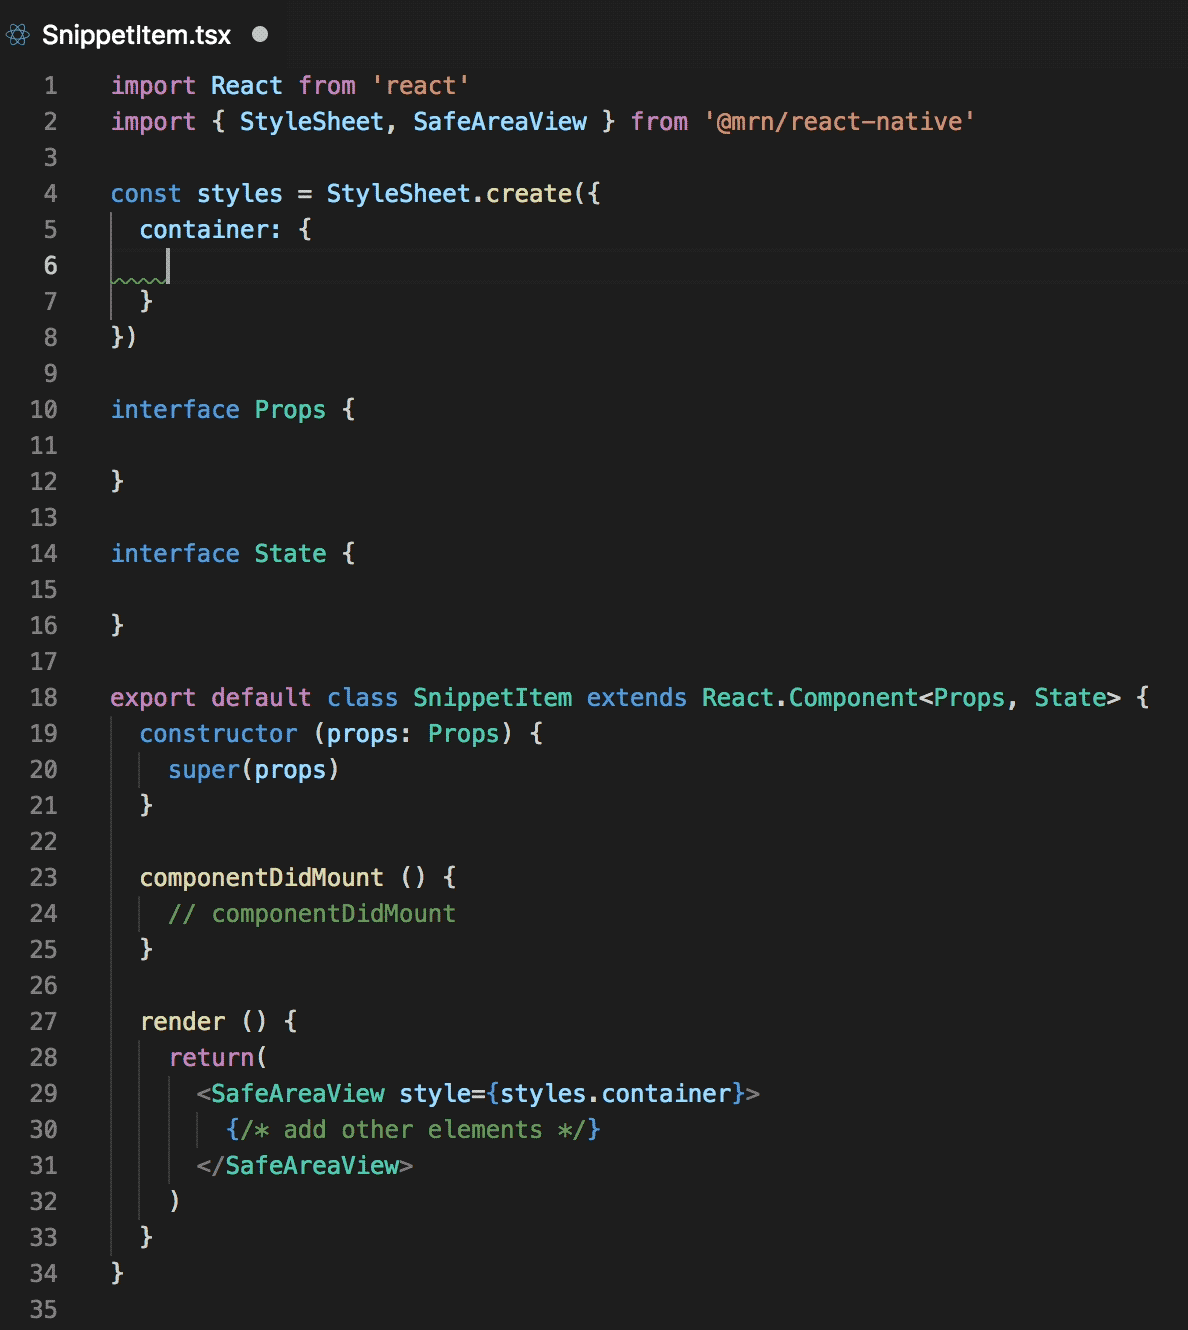 SnippetItem.tsx
1 import React from 'react'
2 import { StyleSheet, SafeAreaView } from '@mrn/react-native'
3
4 const styles = StyleSheet.create({
5   container: {
6
7   }
8 })
9
10 interface Props {
11
12 }
13
14 interface State {
15
16 }
17
18 export default class SnippetItem extends React.Component<Props, State> {
19   constructor (props: Props) {
20     super(props)
21   }
22
23   componentDidMount () {
24     // componentDidMount
25   }
26
27   render () {
28     return(
29       <SafeAreaView style={styles.container}>
30         {/* add other elements */}
31       </SafeAreaView>
32     )
33   }
34 }
35